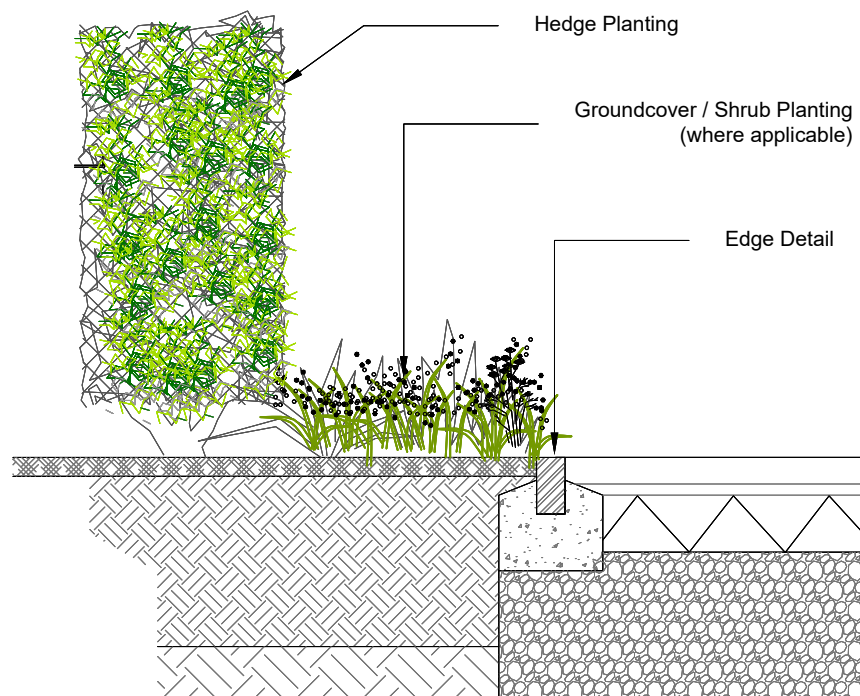 Hedge Planting
Groundcover / Shrub Planting
(where applicable)
Edge Detail